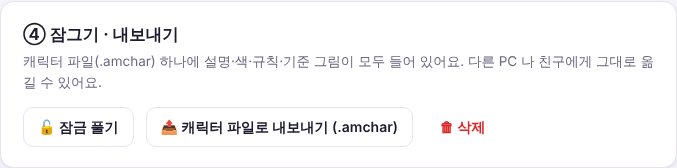 ④ 잠그기 · 내보내기
캐릭터 파일(.amchar) 하나에 설명·색·규칙·기준 그림이 모두 들어 있어요. 다른 PC 나 친구에게 그대로 옮
길 수 있어요.
🔓 잠금 풀기 📤 캐릭터 파일로 내보내기 (.amchar) 🗑 삭제